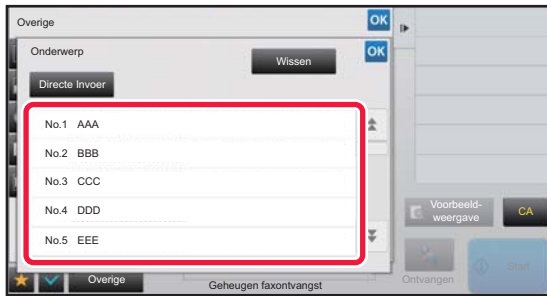 Overige
OK
Onderwerp
Wissen
OK
Directe Invoer
No.1 AAA
No.2 BBB
No.3 CCC
No.4 DDD
No.5 EEE
Voorbeeld-
weergave
CA
Overige
Geheugen faxontvangst
Ontvangen
Start